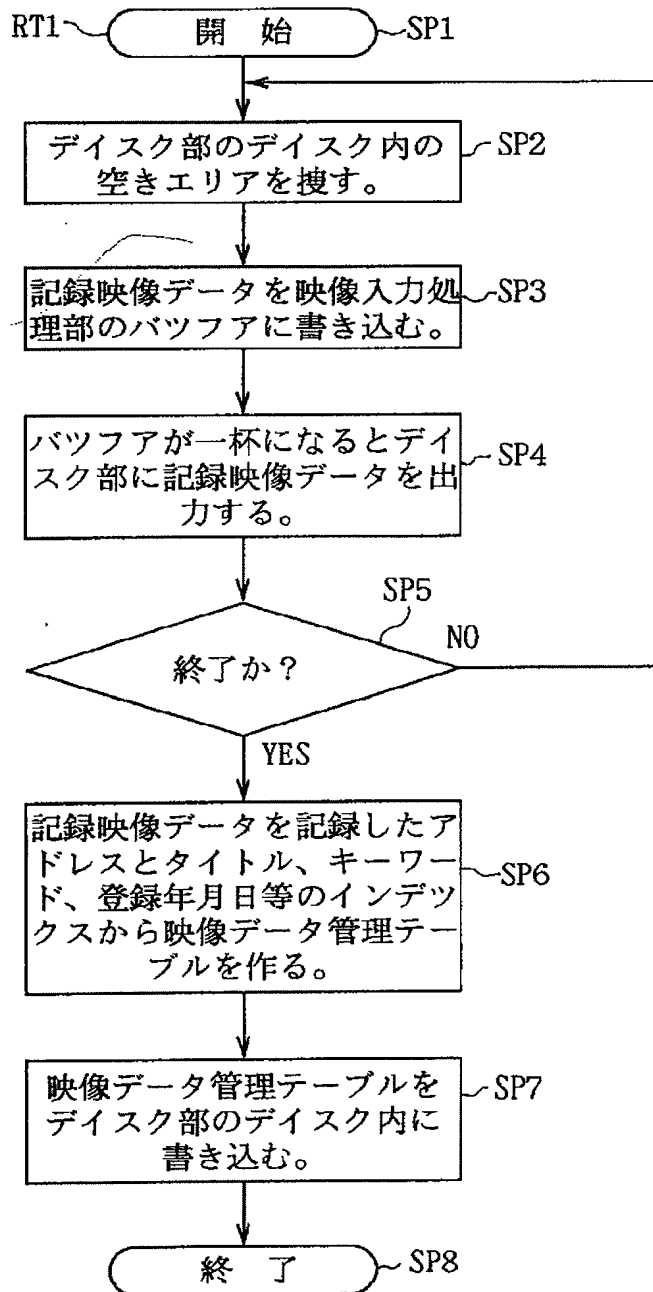 RT1 開 始 SP1
デイスク部のデイスク内の SP2
空きエリアを捜す。
記録映像データを映像入力処 SP3
理部のバツフアに書き込む。
バツフアが一杯になるとデイ SP4
スク部に記録映像データを出
力する。
SP5
終了か？ NO
YES
記録映像データを記録したア
ドレスとタイトル、キーワー
ド、登録年月日等のインデツ SP6
クスから映像データ管理テー
ブルを作る。
映像データ管理テーブルを SP7
デイスク部のデイスク内に
書き込む。
終 了 SP8